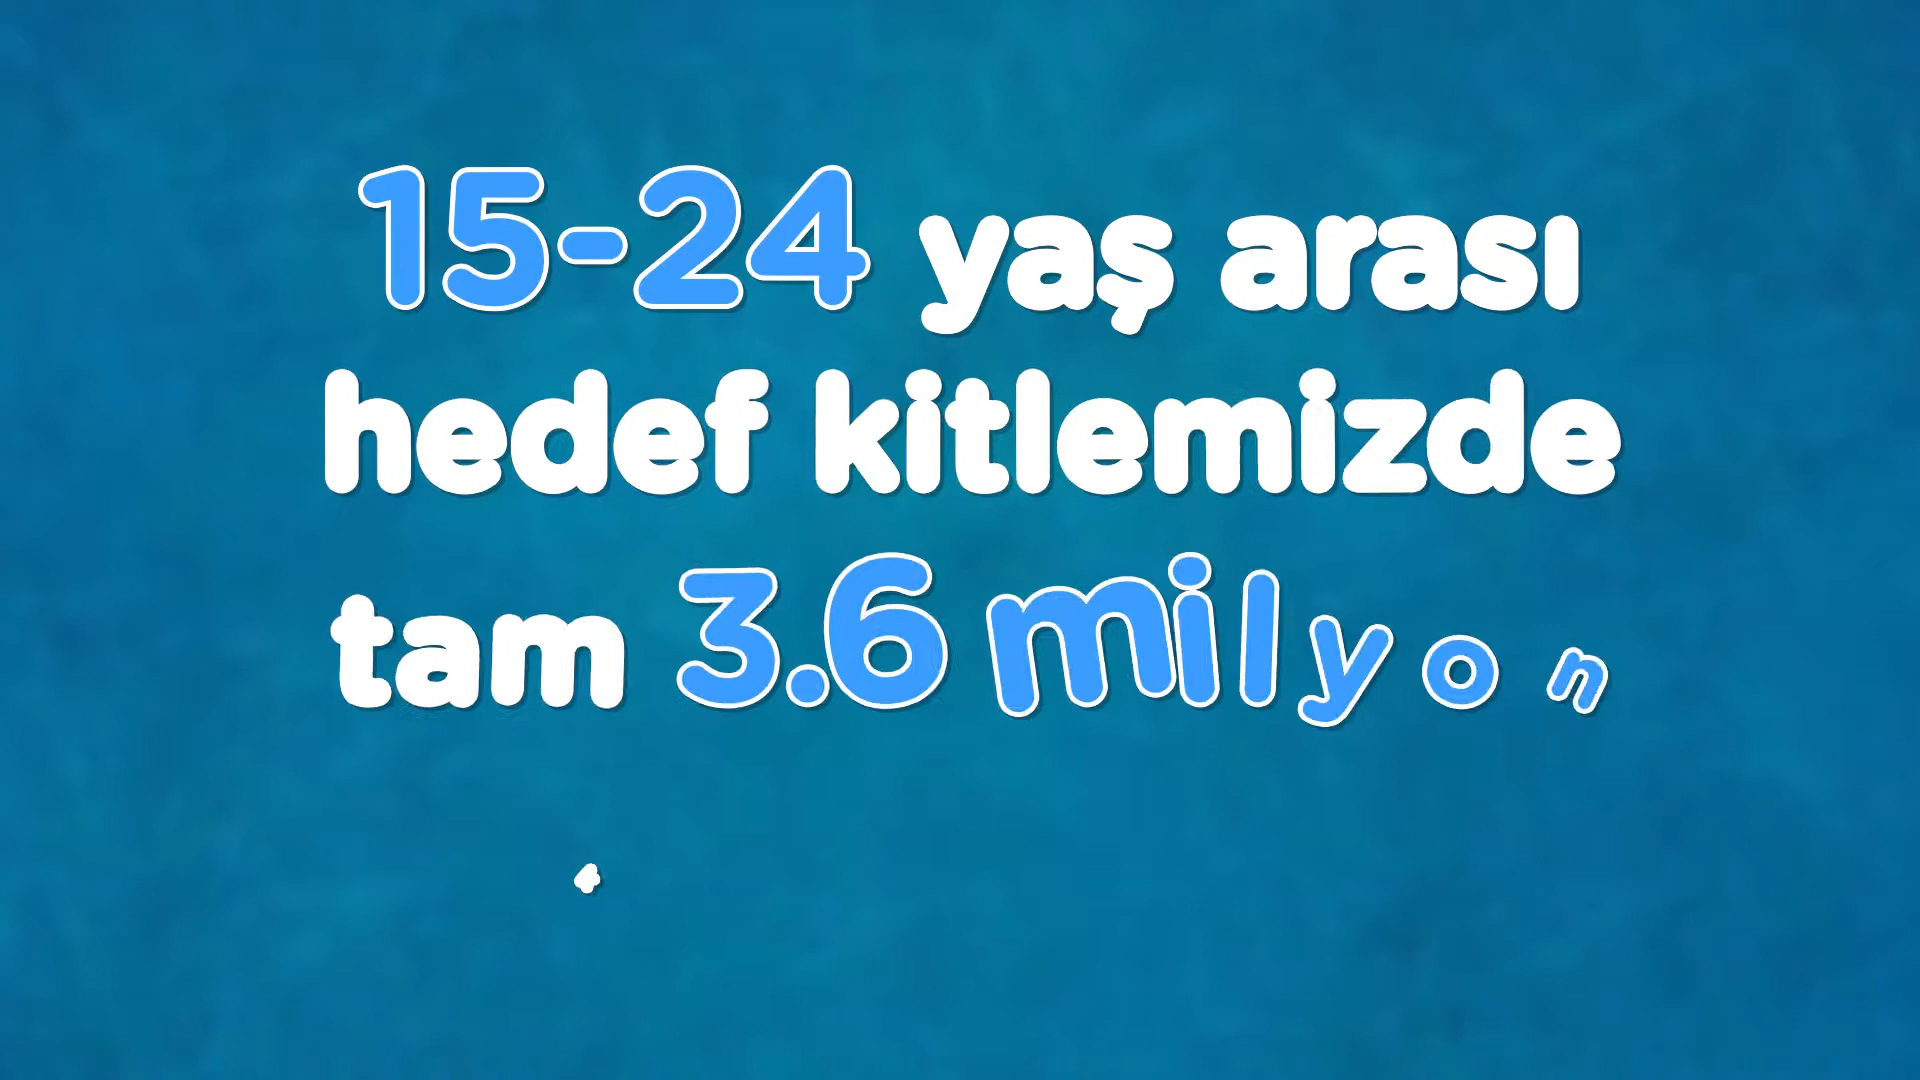 15-24 yaş arası
hedef kitlemizde
tam 3.6 milyon